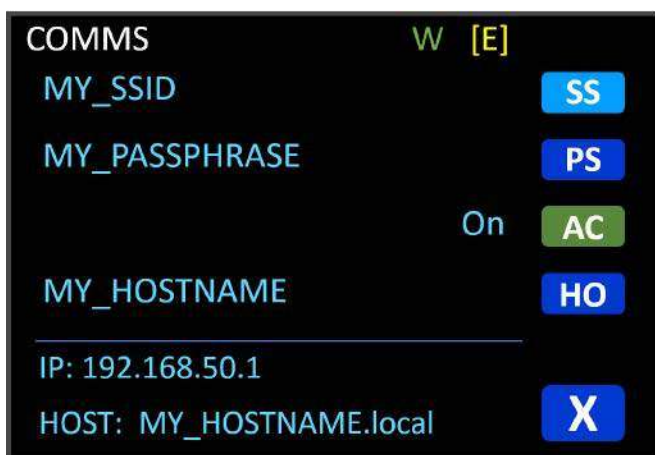 COMMS W [E]
MY_SSID SS
MY_PASSPHRASE PS
On AC
MY_HOSTNAME HO
IP: 192.168.50.1
HOST: MY_HOSTNAME.local X